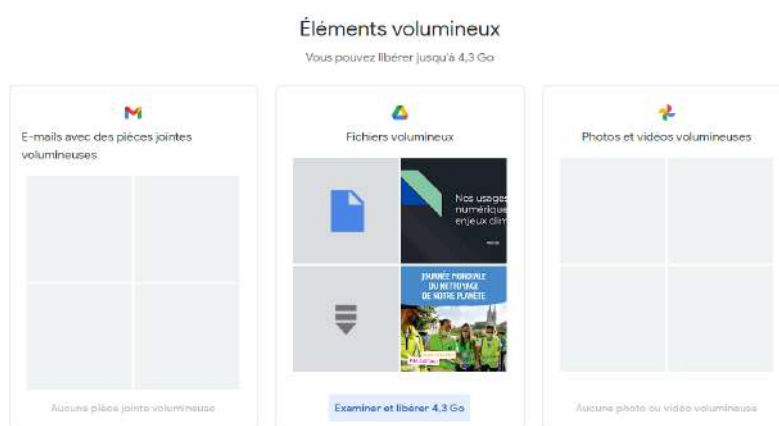 Éléments volumineux
Vous pouvez libérer jusqu'à 4,3 Go
E-mails avec des pièces jointes
volumineuses
Aucune pièce jointe volumineuse
Fichiers volumineux
Nos usages
numérique
enjeux clim
JOURNÉE MONDIALE
DU NETTOYAGE
DE NOTRE PLANÈTE
Examiner et libérer 4,3 Go
Photos et vidéos volumineuses
Aucune photo ou vidéo volumineuse